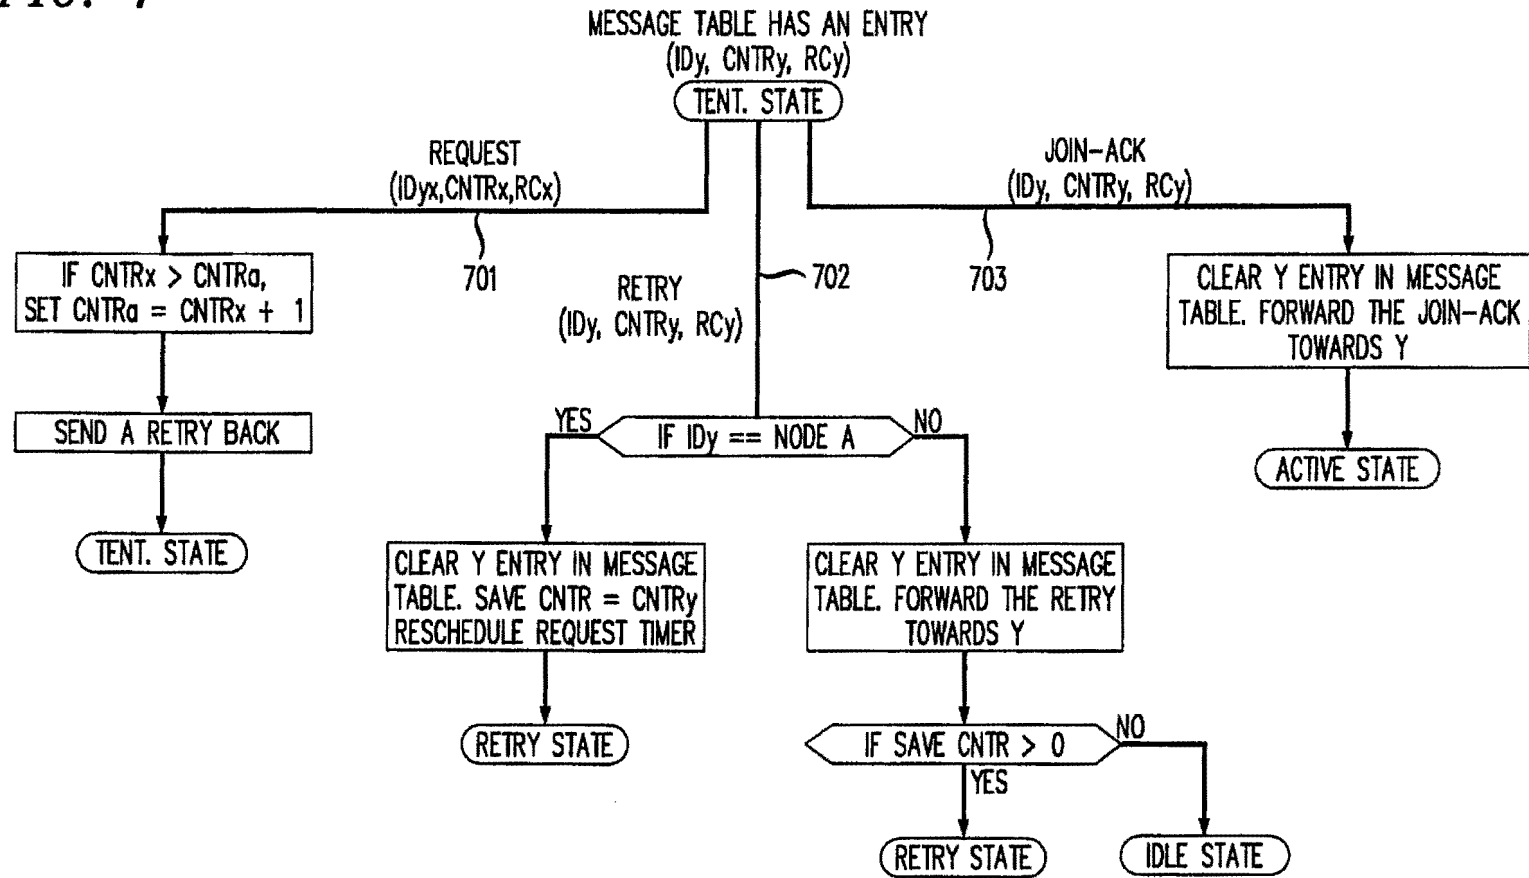 FIG. 7
MESSAGE TABLE HAS AN ENTRY
(IDy, CNTRy, RCy)
TENT. STATE
REQUEST
(IDyx,CNTRx,RCx)
701
IF CNTRx > CNTRa,
SET CNTRa = CNTRx + 1
SEND A RETRY BACK
TENT. STATE
702
RETRY
(IDy, CNTRy, RCy)
IF IDy == NODE A
YES
NO
CLEAR Y ENTRY IN MESSAGE
TABLE. SAVE CNTR = CNTRy
RESCHEDULE REQUEST TIMER
RETRY STATE
CLEAR Y ENTRY IN MESSAGE
TABLE. FORWARD THE RETRY
TOWARDS Y
IF SAVE CNTR > 0
NO
YES
RETRY STATE
IDLE STATE
JOIN-ACK
(IDy, CNTRy, RCy)
703
CLEAR Y ENTRY IN MESSAGE
TABLE. FORWARD THE JOIN-ACK
TOWARDS Y
ACTIVE STATE